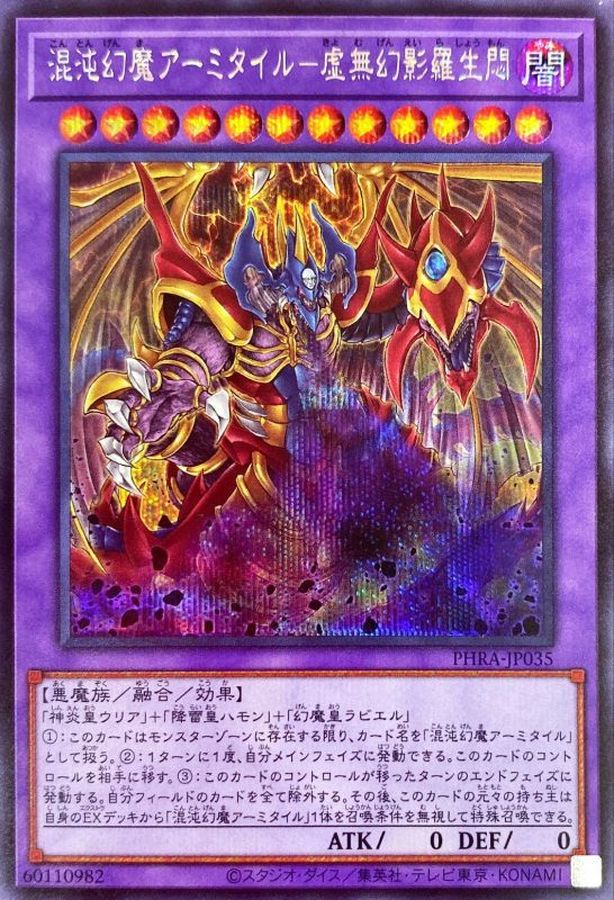 混沌幻魔アーミタイル－虚無幻影羅生悶
闇
PHRA-JP035
【悪魔族／融合／効果】
「神炎皇ウリア」＋「降雷皇ハモン」＋「幻魔皇ラビエル」
①：このカードはモンスターゾーンに存在する限り、カード名を「混沌幻魔アーミタイル」
として扱う。②：１ターンに１度、自分メインフェイズに発動できる。このカードのコント
ロールを相手に移す。③：このカードのコントロールが移ったターンのエンドフェイズに
発動する。自分フィールドのカードを全て除外する。その後、このカードの元々の持ち主は
自身のEXデッキから「混沌幻魔アーミタイル」1体を召喚条件を無視して特殊召喚できる。
ATK/ 0 DEF/ 0
60110982
©スタジオ・ダイス／集英社・テレビ東京・KONAMI